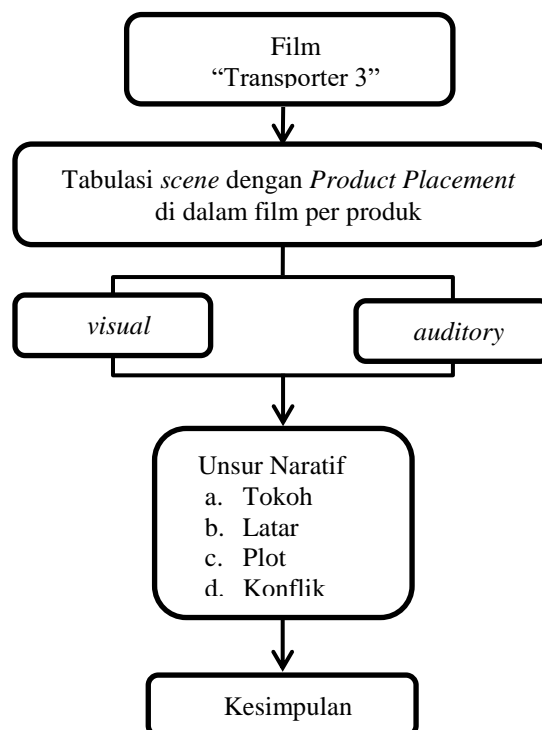 Film
“Transporter 3”
Tabulasi scene dengan Product Placement
di dalam film per produk
visual
auditory
Unsur Naratif
a. Tokoh
b. Latar
c. Plot
d. Konflik
Kesimpulan